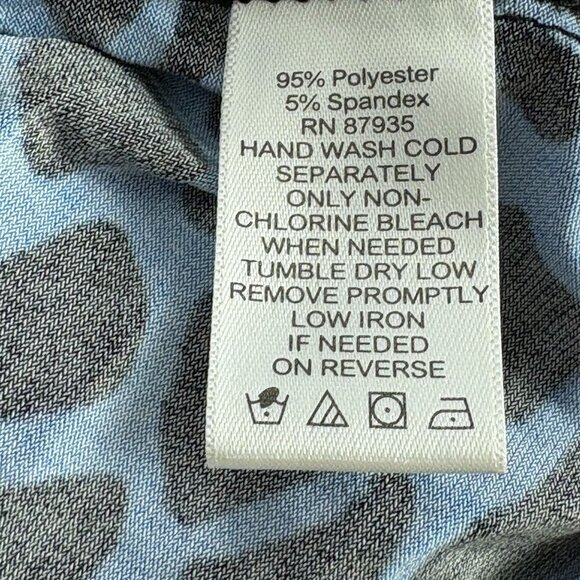 95% Polyester
5% Spandex
RN 87935
HAND WASH COLD
SEPARATELY
ONLY NON-
CHLORINE BLEACH
WHEN NEEDED
TUMBLE DRY LOW
REMOVE PROMPTLY
LOW IRON
IF NEEDED
ON REVERSE